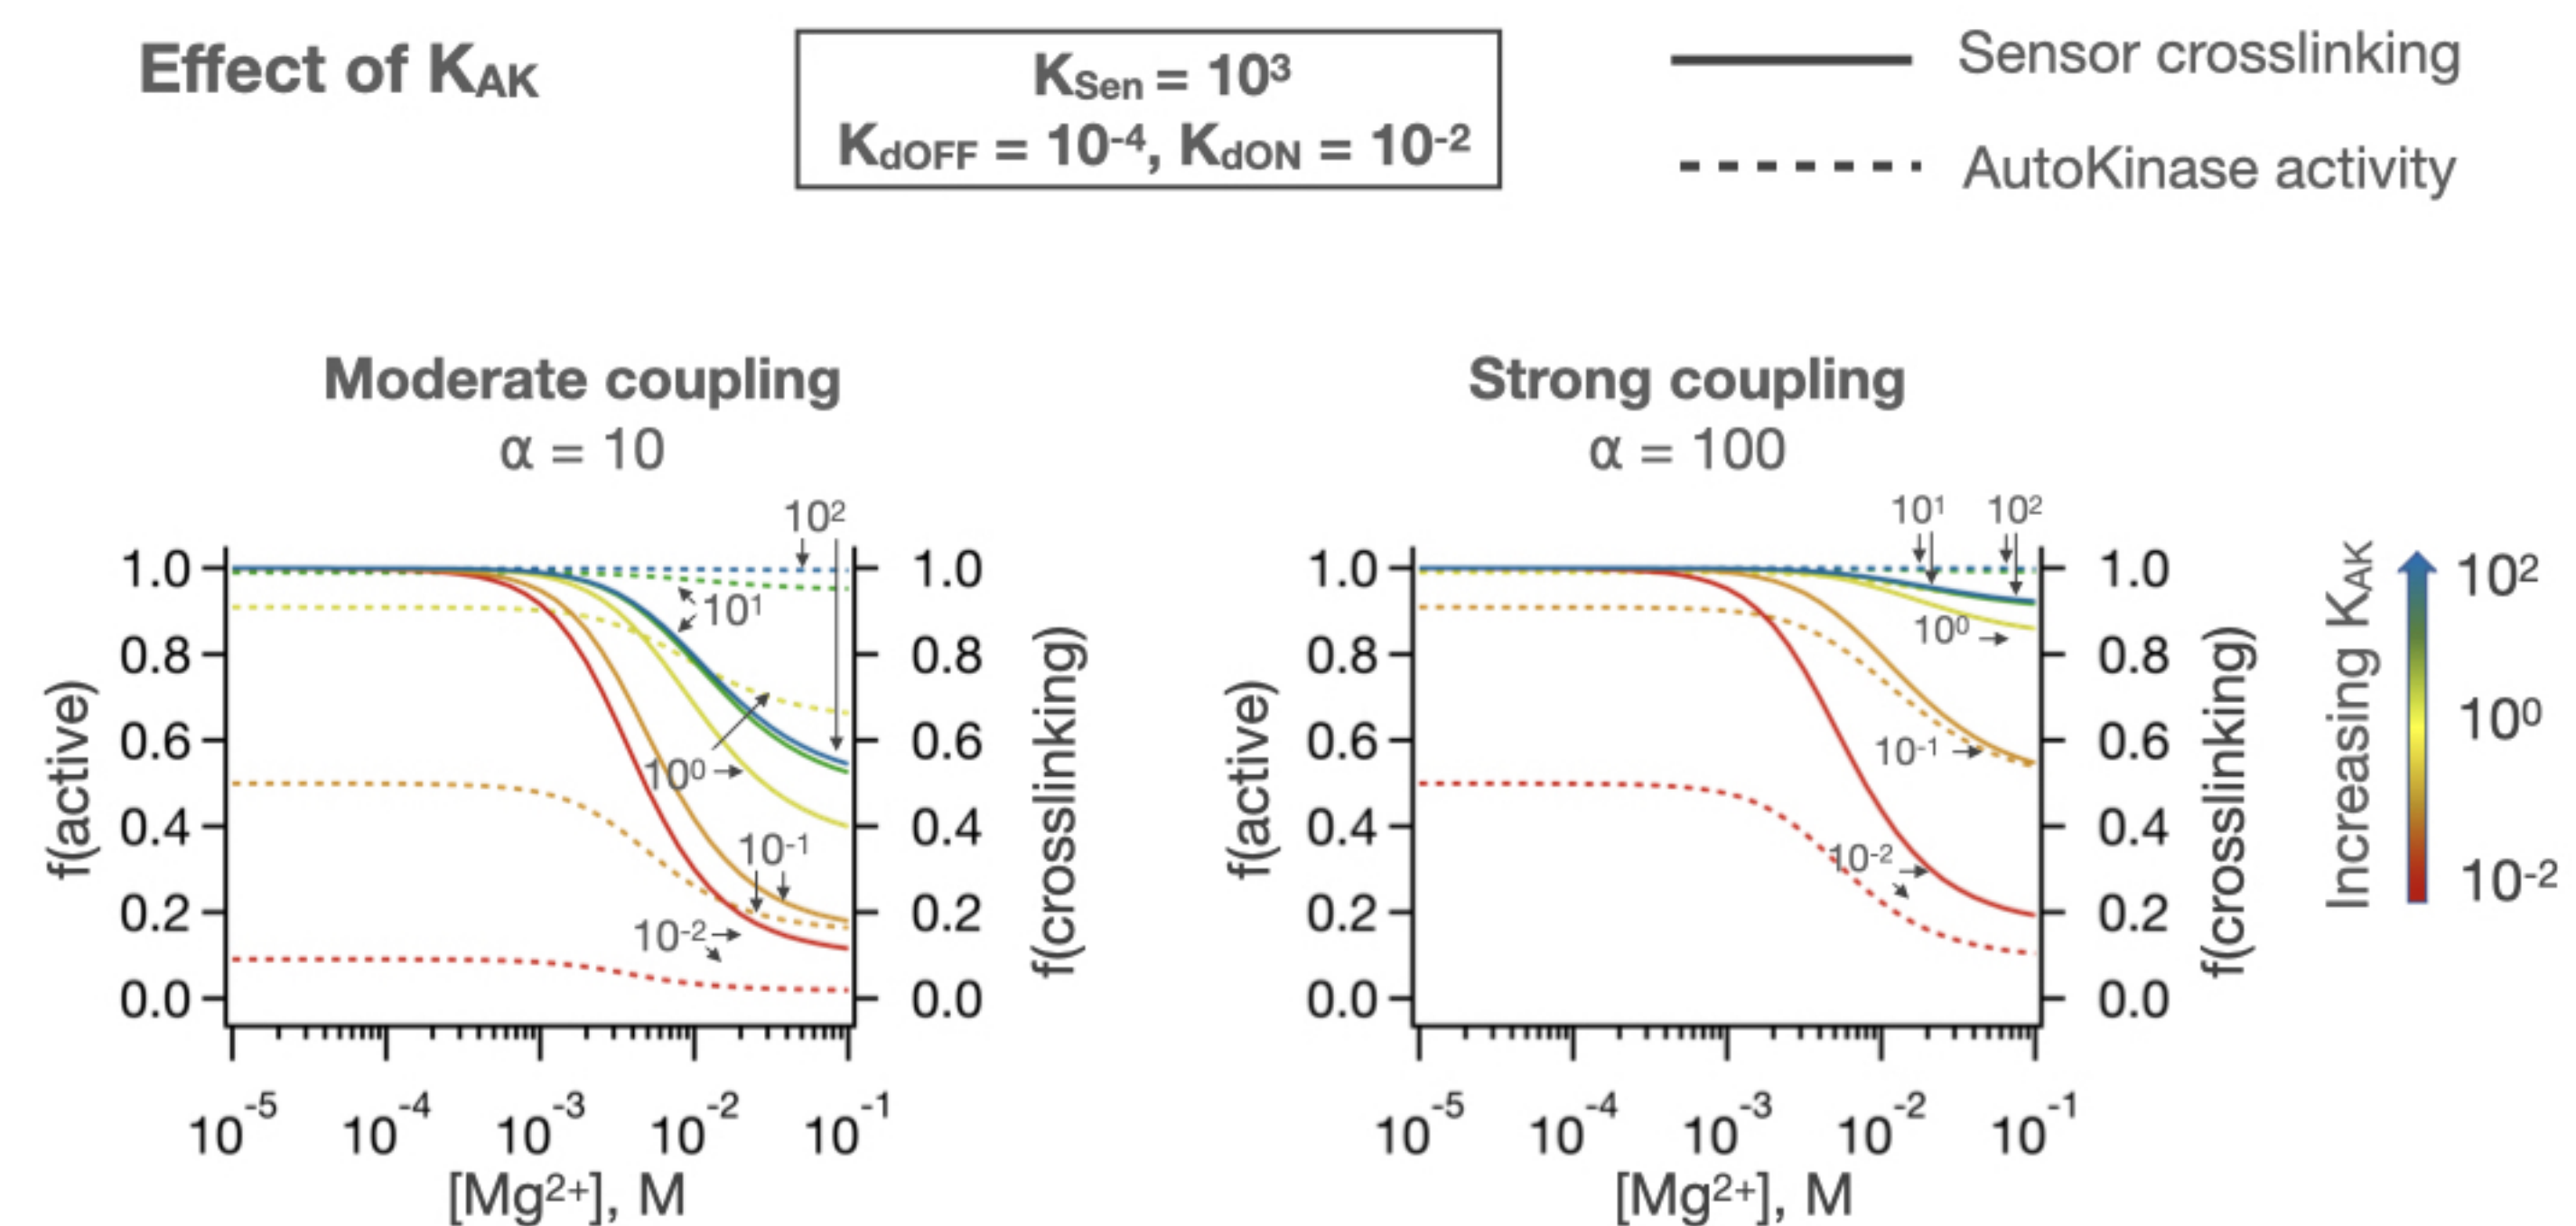 Effect of K_AK
K_Sen = 10³
K_dOFF = 10⁻⁴, K_dON = 10⁻²
Sensor crosslinking
AutoKinase activity
Moderate coupling
α = 10
10²
10¹
10⁰
10⁻¹
10⁻²
1.0
0.8
0.6
0.4
0.2
0.0
f(active)
1.0
0.8
0.6
0.4
0.2
0.0
f(crosslinking)
10⁻⁵ 10⁻⁴ 10⁻³ 10⁻² 10⁻¹
[Mg²⁺], M
Strong coupling
α = 100
10¹ 10²
10⁰
10⁻¹
10⁻²
1.0
0.8
0.6
0.4
0.2
0.0
f(active)
1.0
0.8
0.6
0.4
0.2
0.0
f(crosslinking)
10⁻⁵ 10⁻⁴ 10⁻³ 10⁻² 10⁻¹
[Mg²⁺], M
Increasing K_AK
10²
10⁰
10⁻²